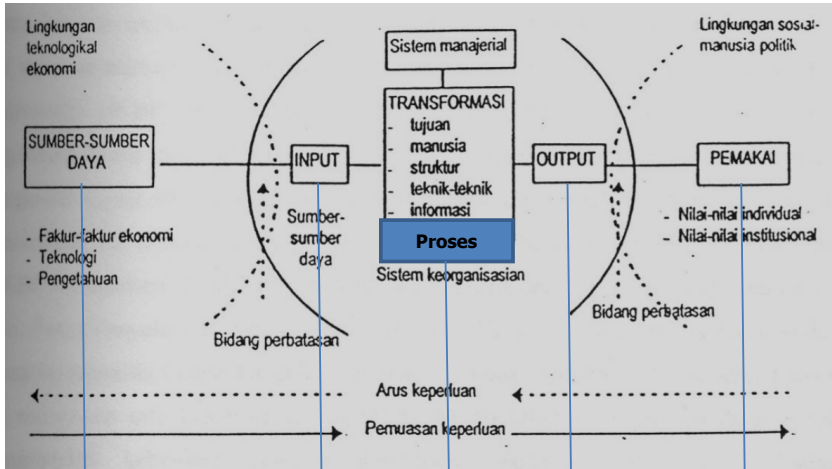 Lingkungan
teknologikal
ekonomi
Sistem manajerial
Lingkungan sosial-
manusia politik
SUMBER-SUMBER
DAYA
INPUT
TRANSFORMASI
- tujuan
- manusia
- struktur
- teknik-teknik
- informasi
Proses
Sistem keorganisasian
OUTPUT
PEMAKAI
Sumber-
sumber
daya
- Faktur-faktur ekonomi
- Teknologi
- Pengetahuan
- Nilai-nilai individual
- Nilai-nilai institusional
Bidang perbatasan
Bidang perbatasan
Arus keperluan
Pemuasan keperluan